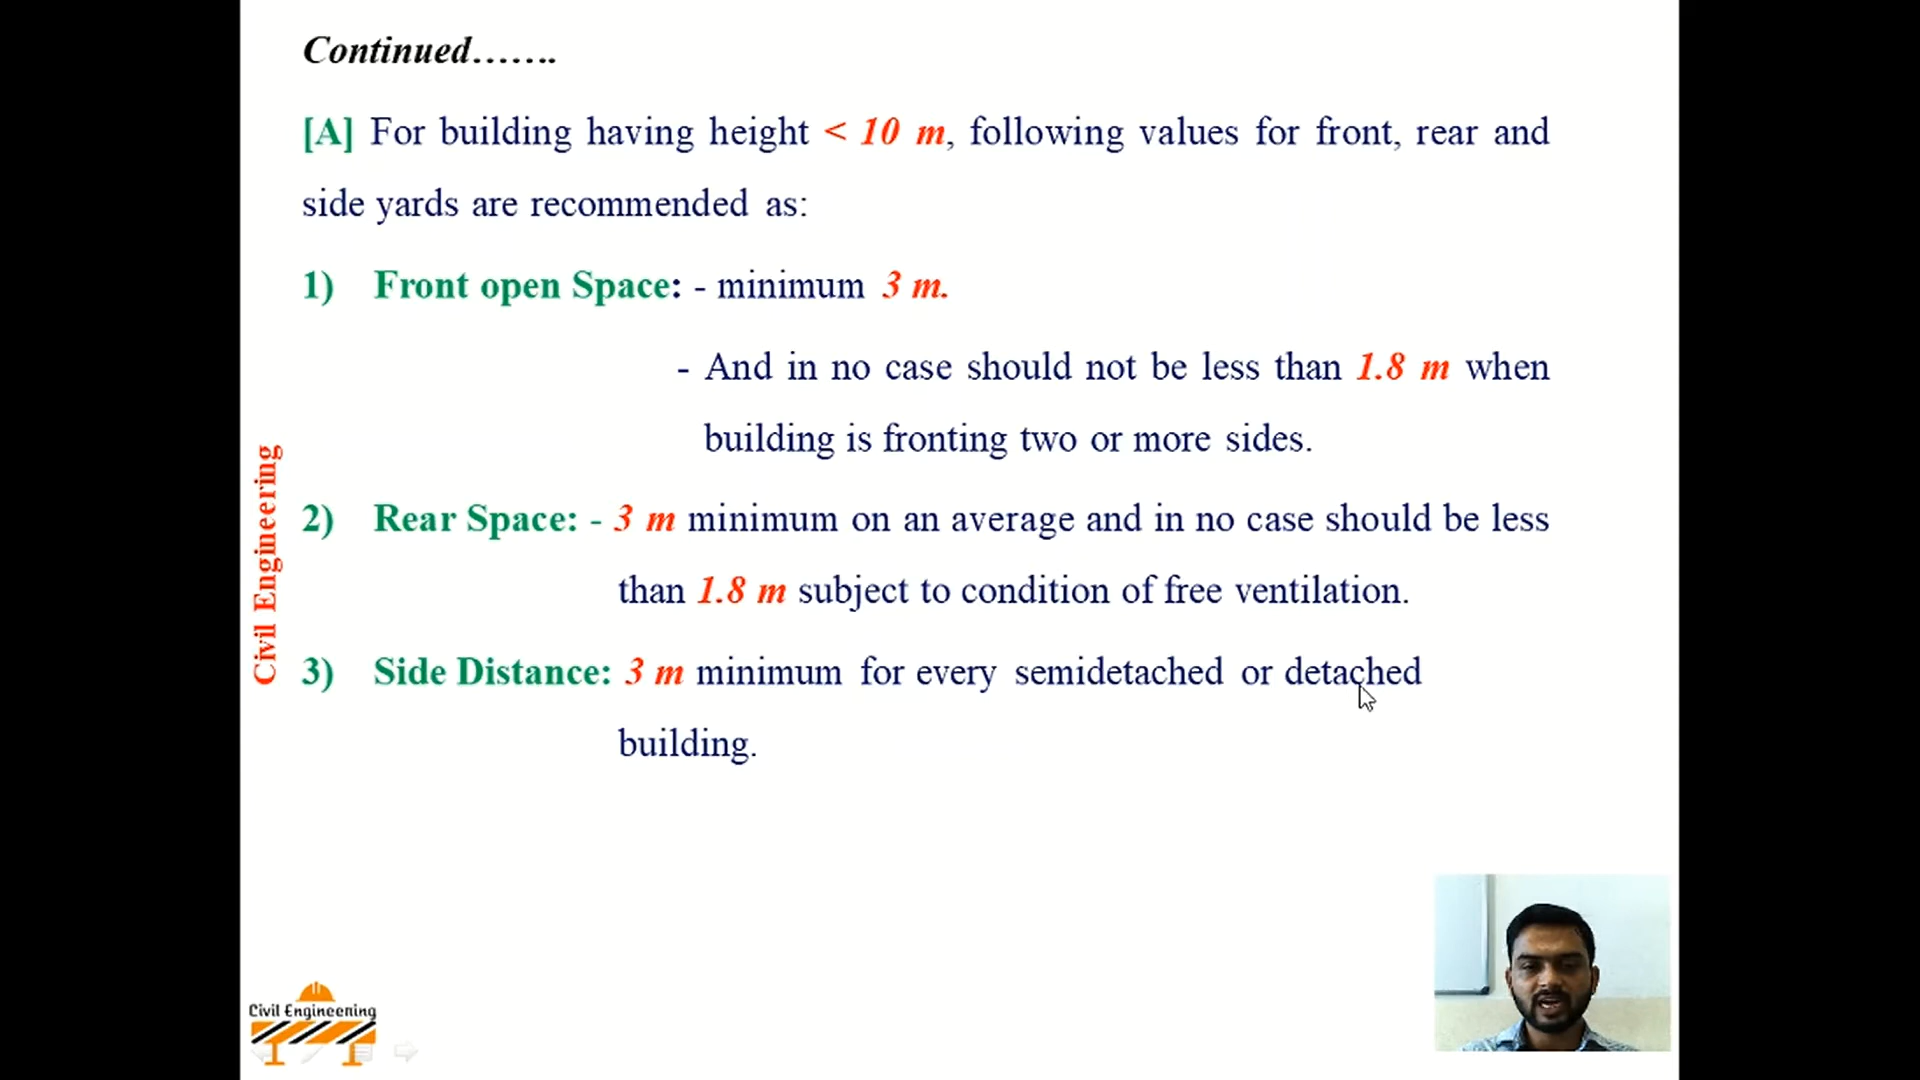 Continued…….
[A] For building having height < 10 m, following values for front, rear and
side yards are recommended as:
1) Front open Space: - minimum 3 m.
- And in no case should not be less than 1.8 m when
building is fronting two or more sides.
2) Rear Space: - 3 m minimum on an average and in no case should be less
than 1.8 m subject to condition of free ventilation.
3) Side Distance: 3 m minimum for every semidetached or detached
building.
Civil Engineering
Civil Engineering